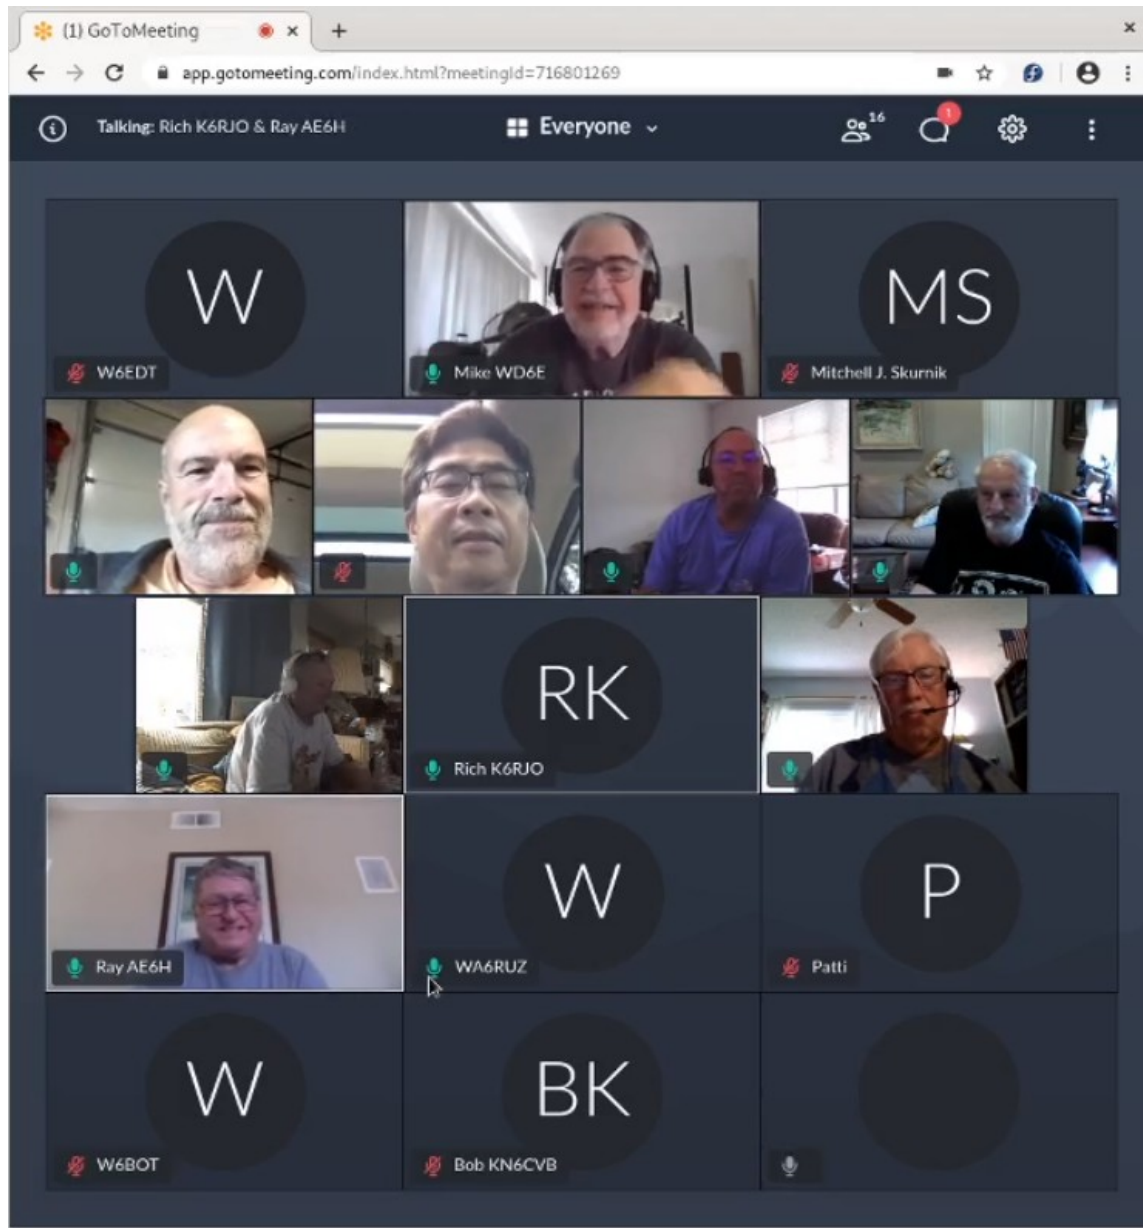 (1) GoToMeeting
app.gotomeeting.com/index.html?meetingId=716801269
Talking: Rich K6RJO & Ray AE6H
Everyone
16
1
W
W6EDT
Mike WD6E
MS
Mitchell J. Skurnik
RK
Rich K6RJO
Ray AE6H
W
WA6RUZ
P
Patti
W
W6BOT
BK
Bob KN6CVB